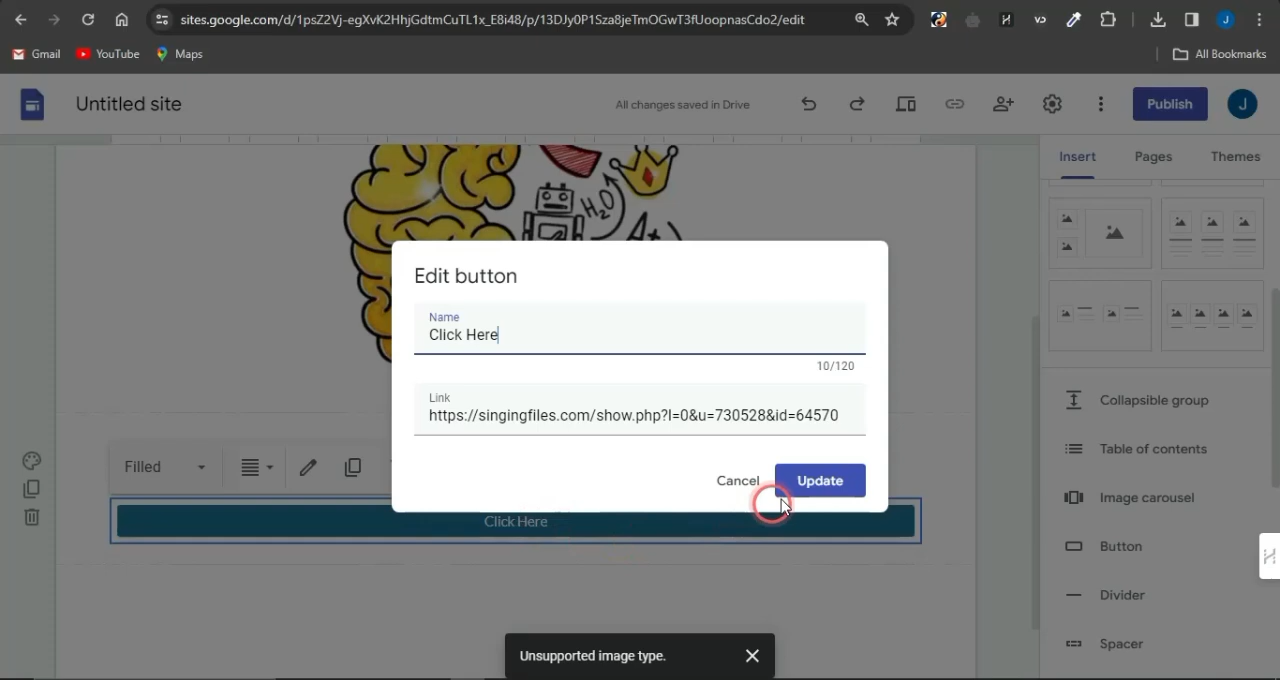 sites.google.com/d/1psZ2Vj-egXvK2HhjGdtmCuTL1x_E8i48/p/13DJy0P1Sza8jeTmOGwT3fUoopnasCdo2/edit
J
Gmail
YouTube
Maps
All Bookmarks
Untitled site
All changes saved in Drive
Publish
J
Insert
Pages
Themes
H₂O
A+
Edit button
Name
Click Here
10/120
Link
https://singingfiles.com/show.php?l=0&u=730528&id=64570
Cancel
Update
Filled
Click Here
Collapsible group
Table of contents
Image carousel
Button
Divider
Spacer
Unsupported image type.